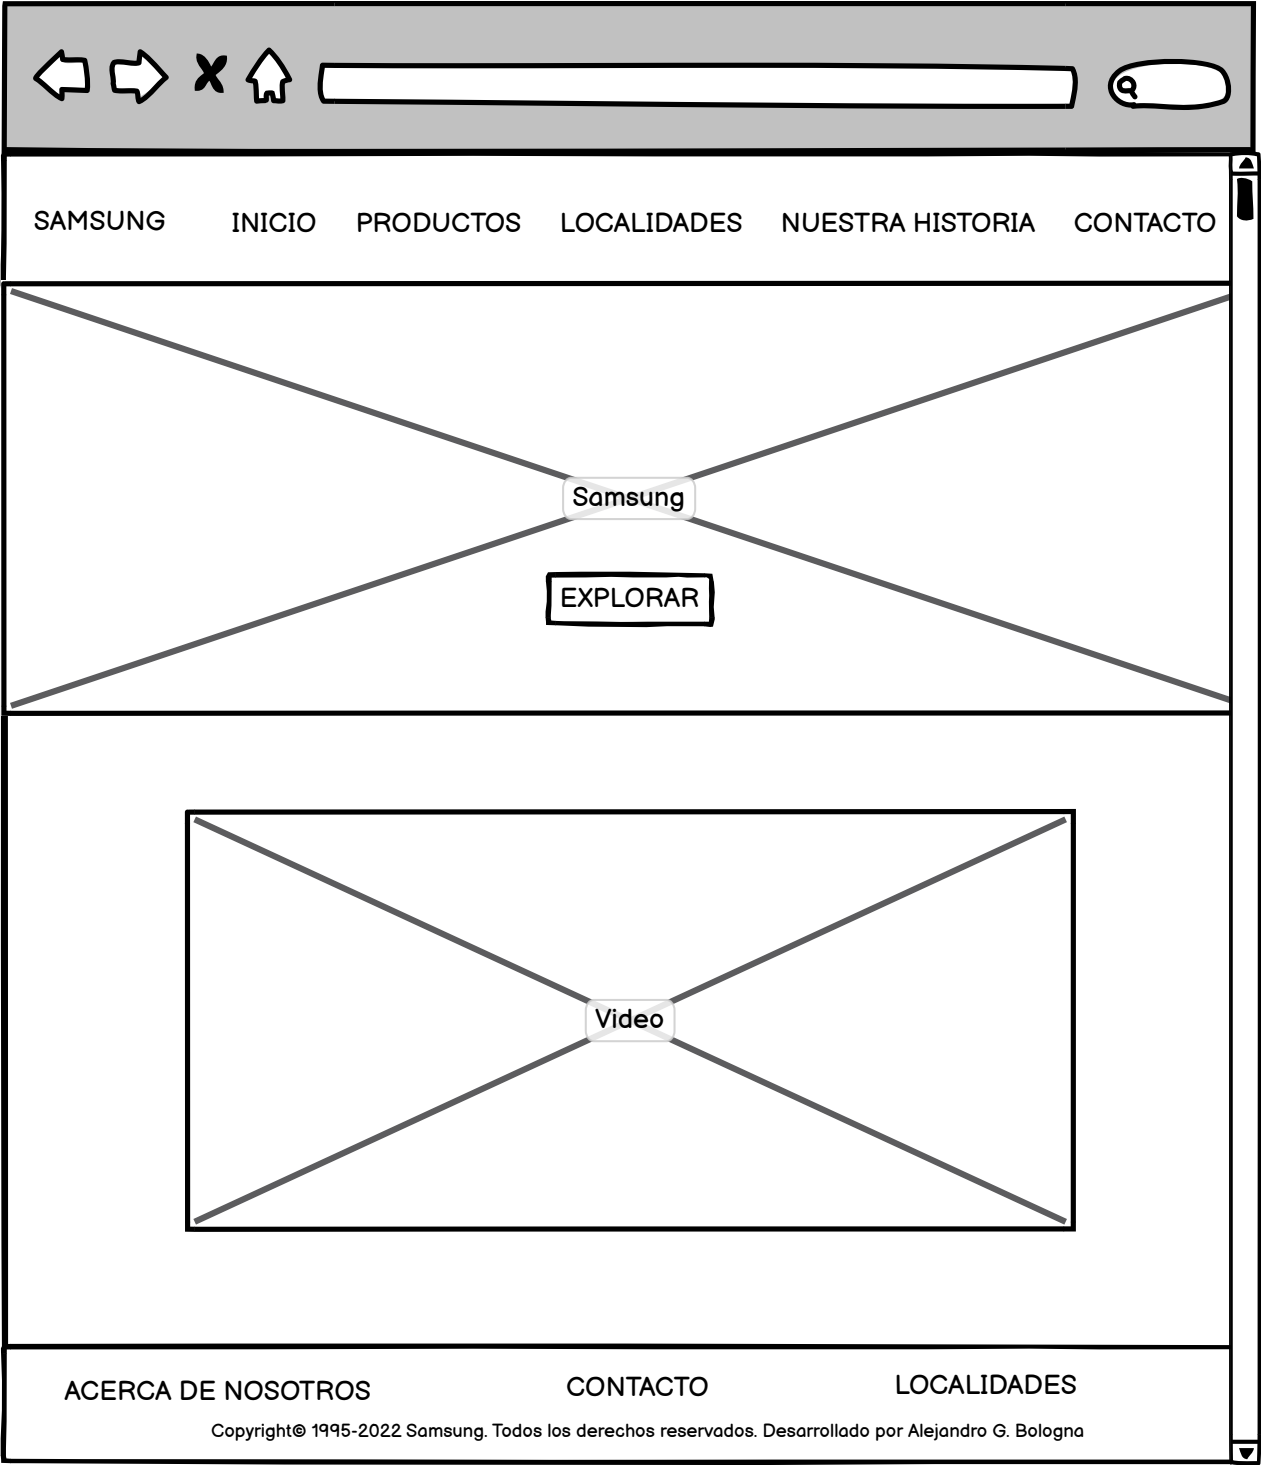 SAMSUNG INICIO PRODUCTOS LOCALIDADES NUESTRA HISTORIA CONTACTO
Samsung
EXPLORAR
Video
ACERCA DE NOSOTROS CONTACTO LOCALIDADES
Copyright© 1995-2022 Samsung. Todos los derechos reservados. Desarrollado por Alejandro G. Bologna